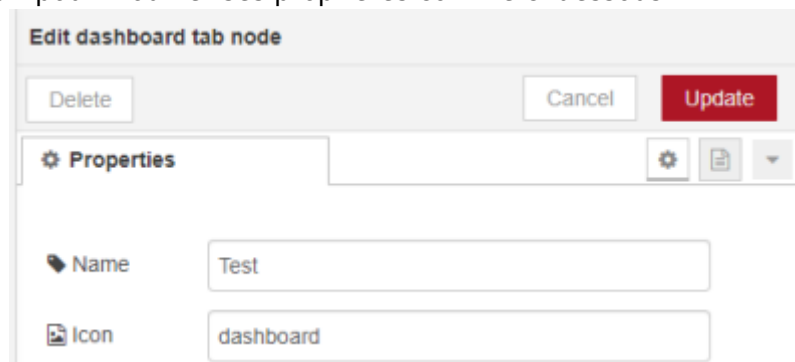 Edit dashboard tab node
Delete Cancel Update
Properties
Name Test
Icon dashboard